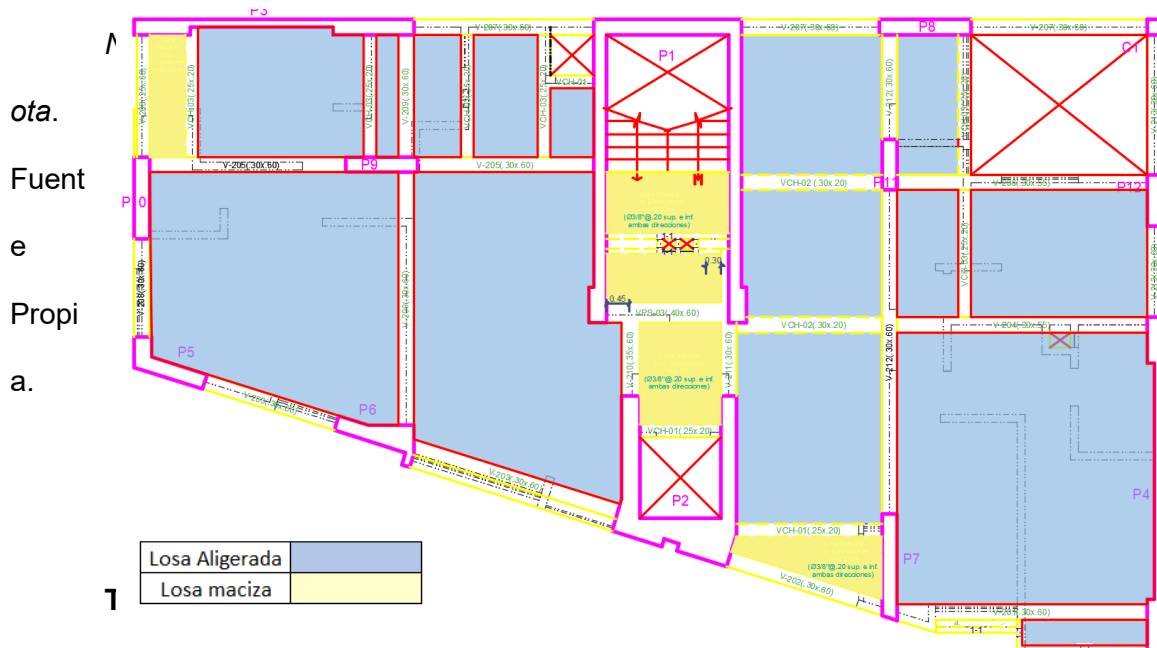 P3
V-207(.30x.60)
V-207(.30x.60)
P8
V-207(.30x.60)
C1
P1
VCH-01
ota.
Fuent
e
Propi
a.
VCH-03(.25x.20)
V-209(.30x.60)
VCH-03(.25x.20)
V-212(.30x.60)
V-213(.30x.60)
V-205(.30x.60)
P9
V-205(.30x.60)
M
VCH-02 (.30x.20)
P11
P12
P10
(Ø3/8"@.20 sup. e inf.
ambas direcciones)
1-1
0.30
0.45
VPS-03(.40x.60)
VCH-02(.30x.20)
V-204(.30x.55)
V-208(.30x.60)
V-210(.35x.60)
V-211(.30x.60)
V-212(.30x.60)
P5
(Ø3/8"@.20 sup. e inf.
ambas direcciones)
P6
VCH-01(.25x.20)
V-203(.30x.60)
P2
P4
VCH-01(.25x.20)
P7
(Ø3/8"@.20 sup. e inf.
ambas direcciones)
V-202(.30x.60)
1-1
Losa Aligerada
Losa maciza